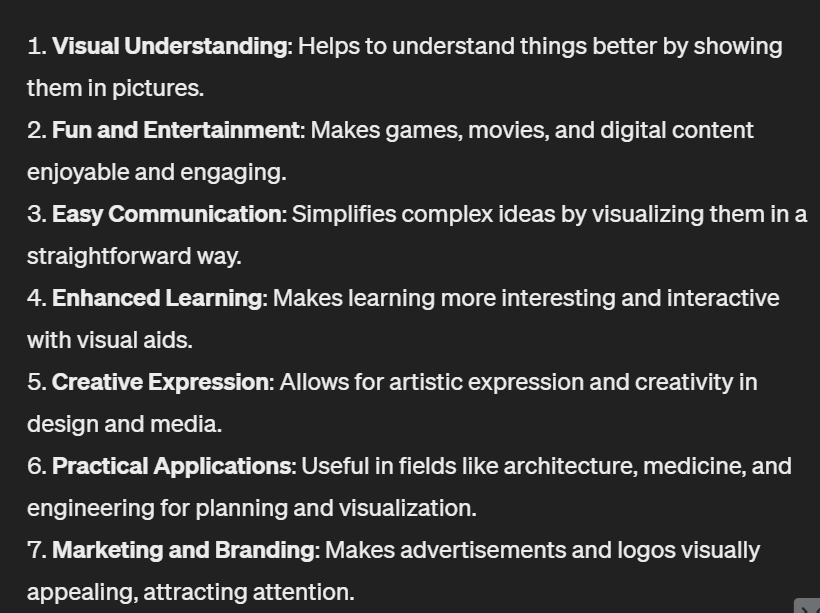 1. Visual Understanding: Helps to understand things better by showing
them in pictures.
2. Fun and Entertainment: Makes games, movies, and digital content
enjoyable and engaging.
3. Easy Communication: Simplifies complex ideas by visualizing them in a
straightforward way.
4. Enhanced Learning: Makes learning more interesting and interactive
with visual aids.
5. Creative Expression: Allows for artistic expression and creativity in
design and media.
6. Practical Applications: Useful in fields like architecture, medicine, and
engineering for planning and visualization.
7. Marketing and Branding: Makes advertisements and logos visually
appealing, attracting attention.